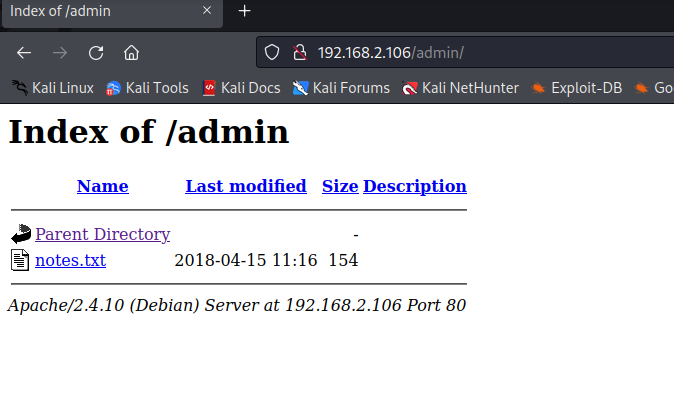 Index of /admin
192.168.2.106/admin/
Kali Linux Kali Tools Kali Docs Kali Forums Kali NetHunter Exploit-DB
Index of /admin
Name Last modified Size Description
Parent Directory -
notes.txt 2018-04-15 11:16 154
Apache/2.4.10 (Debian) Server at 192.168.2.106 Port 80